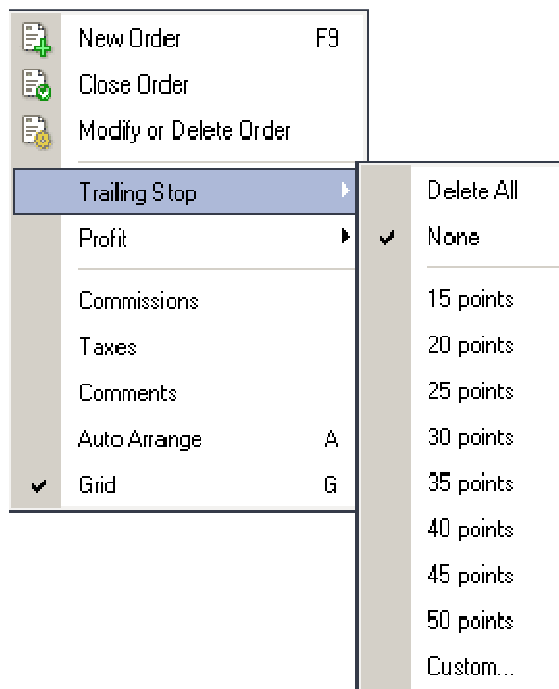 New Order F9
Close Order
Modify or Delete Order
Trailing Stop
Profit
Commissions
Taxes
Comments
Auto Arrange A
Grid G
Delete All
None
15 points
20 points
25 points
30 points
35 points
40 points
45 points
50 points
Custom...